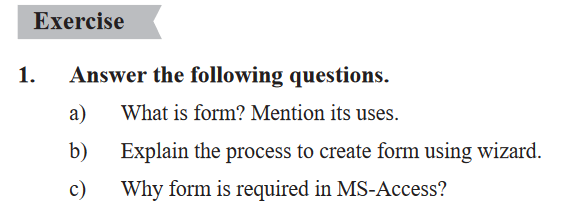 Exercise
1. Answer the following questions.
a) What is form? Mention its uses.
b) Explain the process to create form using wizard.
c) Why form is required in MS-Access?